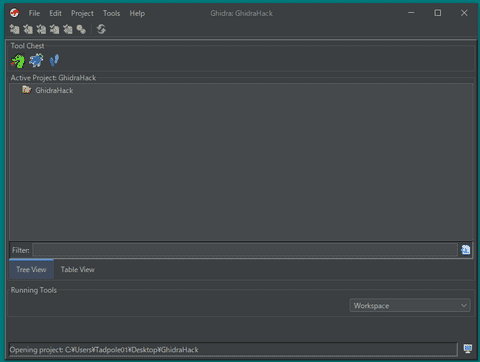 File Edit Project Tools Help Ghidra: GhidraHack
Tool Chest
Active Project: GhidraHack
GhidraHack
Filter:
Tree View Table View
Running Tools
Workspace
Opening project: C:¥Users¥Tadpole01¥Desktop¥GhidraHack